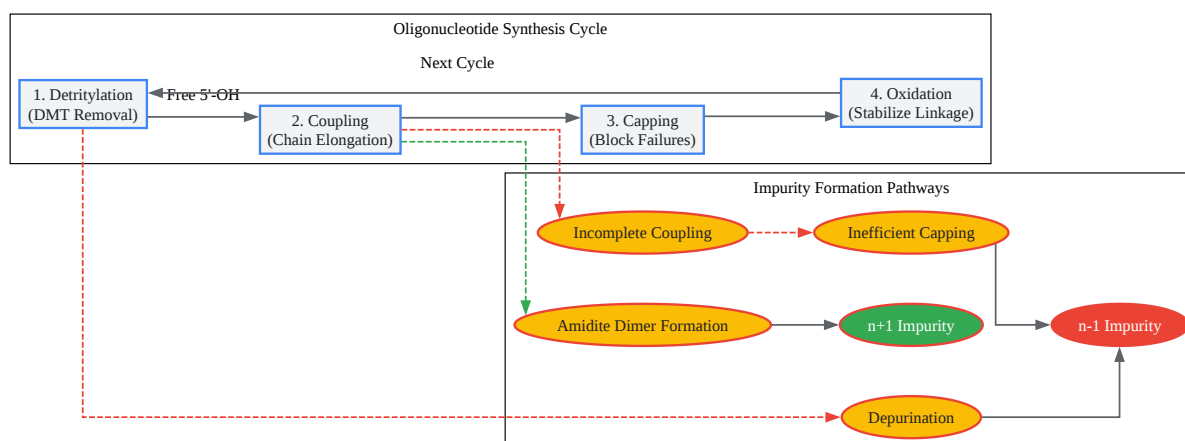 Oligonucleotide Synthesis Cycle
Next Cycle
1. Detritylation
(DMT Removal)
Free 5'-OH
2. Coupling
(Chain Elongation)
3. Capping
(Block Failures)
4. Oxidation
(Stabilize Linkage)
Impurity Formation Pathways
Incomplete Coupling
Inefficient Capping
Amidite Dimer Formation
n+1 Impurity
n-1 Impurity
Depurination